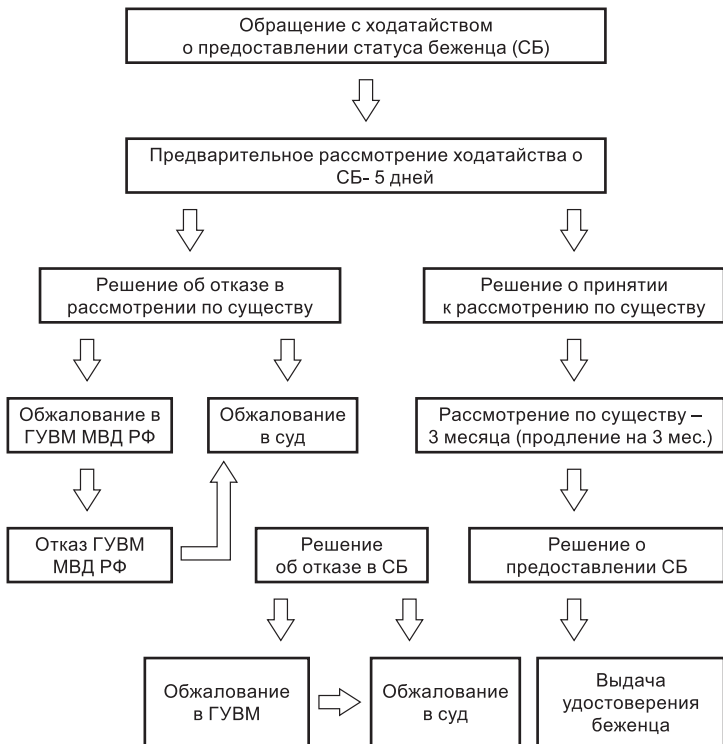 Обращение с ходатайством
о предоставлении статуса беженца (СБ)
Предварительное рассмотрение ходатайства о
СБ- 5 дней
Решение об отказе в
рассмотрении по существу
Решение о принятии
к рассмотрению по существу
Обжалование в
ГУВМ МВД РФ
Обжалование
в суд
Рассмотрение по существу –
3 месяца (продление на 3 мес.)
Отказ ГУВМ
МВД РФ
Решение
об отказе в СБ
Решение о
предоставлении СБ
Обжалование
в ГУВМ
Обжалование
в суд
Выдача
удостоверения
беженца